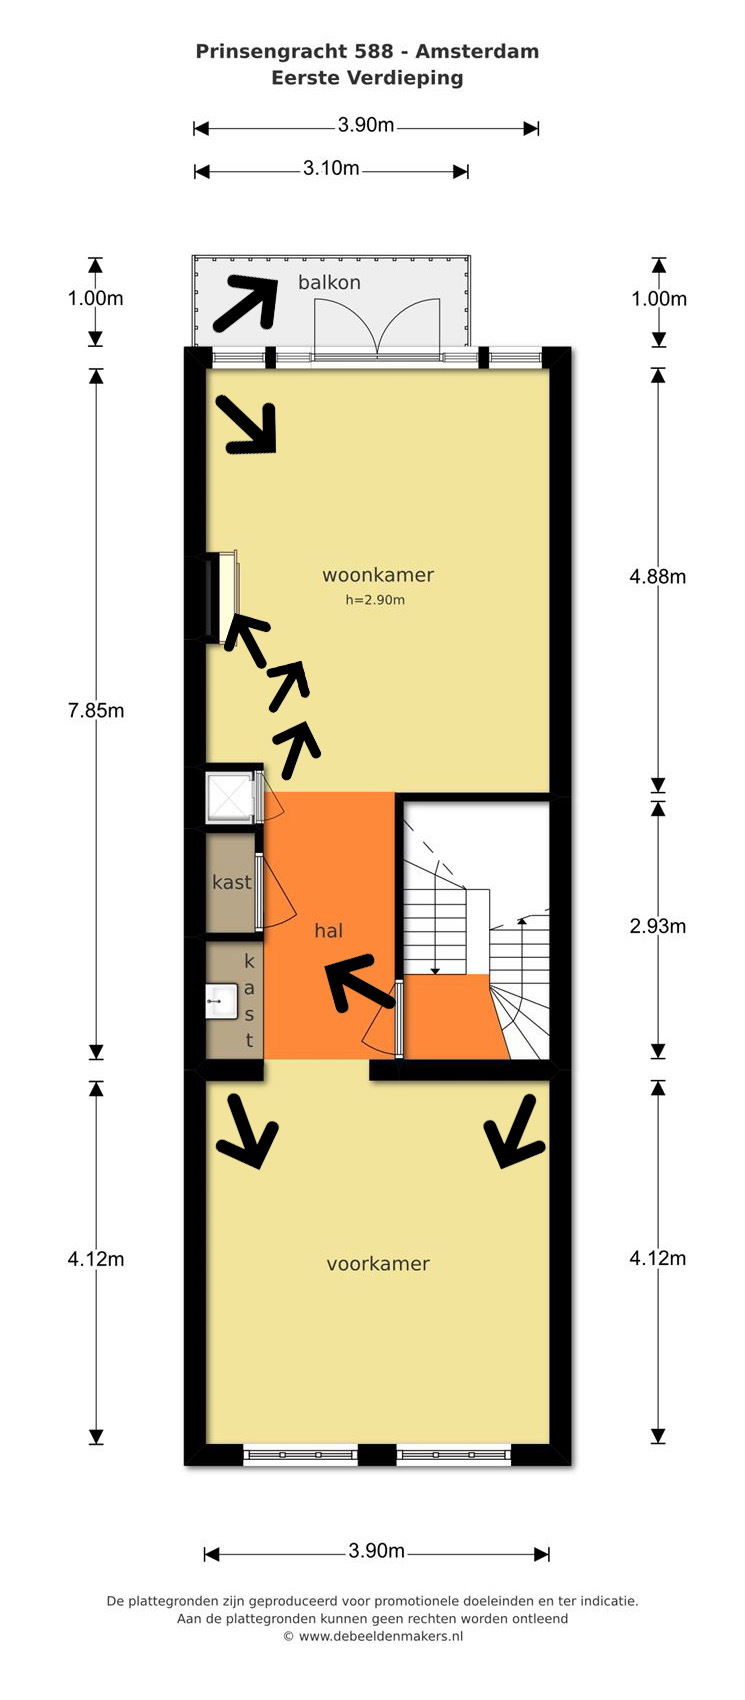 Prinsengracht 588 - Amsterdam
Eerste Verdieping
3.90m
3.10m
balkon
1.00m
1.00m
woonkamer
h=2.90m
4.88m
7.85m
kast
hal
2.93m
k
a
s
t
4.12m
voorkamer
4.12m
3.90m
De plattegronden zijn geproduceerd voor promotionele doeleinden en ter indicatie.
Aan de plattegronden kunnen geen rechten worden ontleend
© www.debeeldenmakers.nl